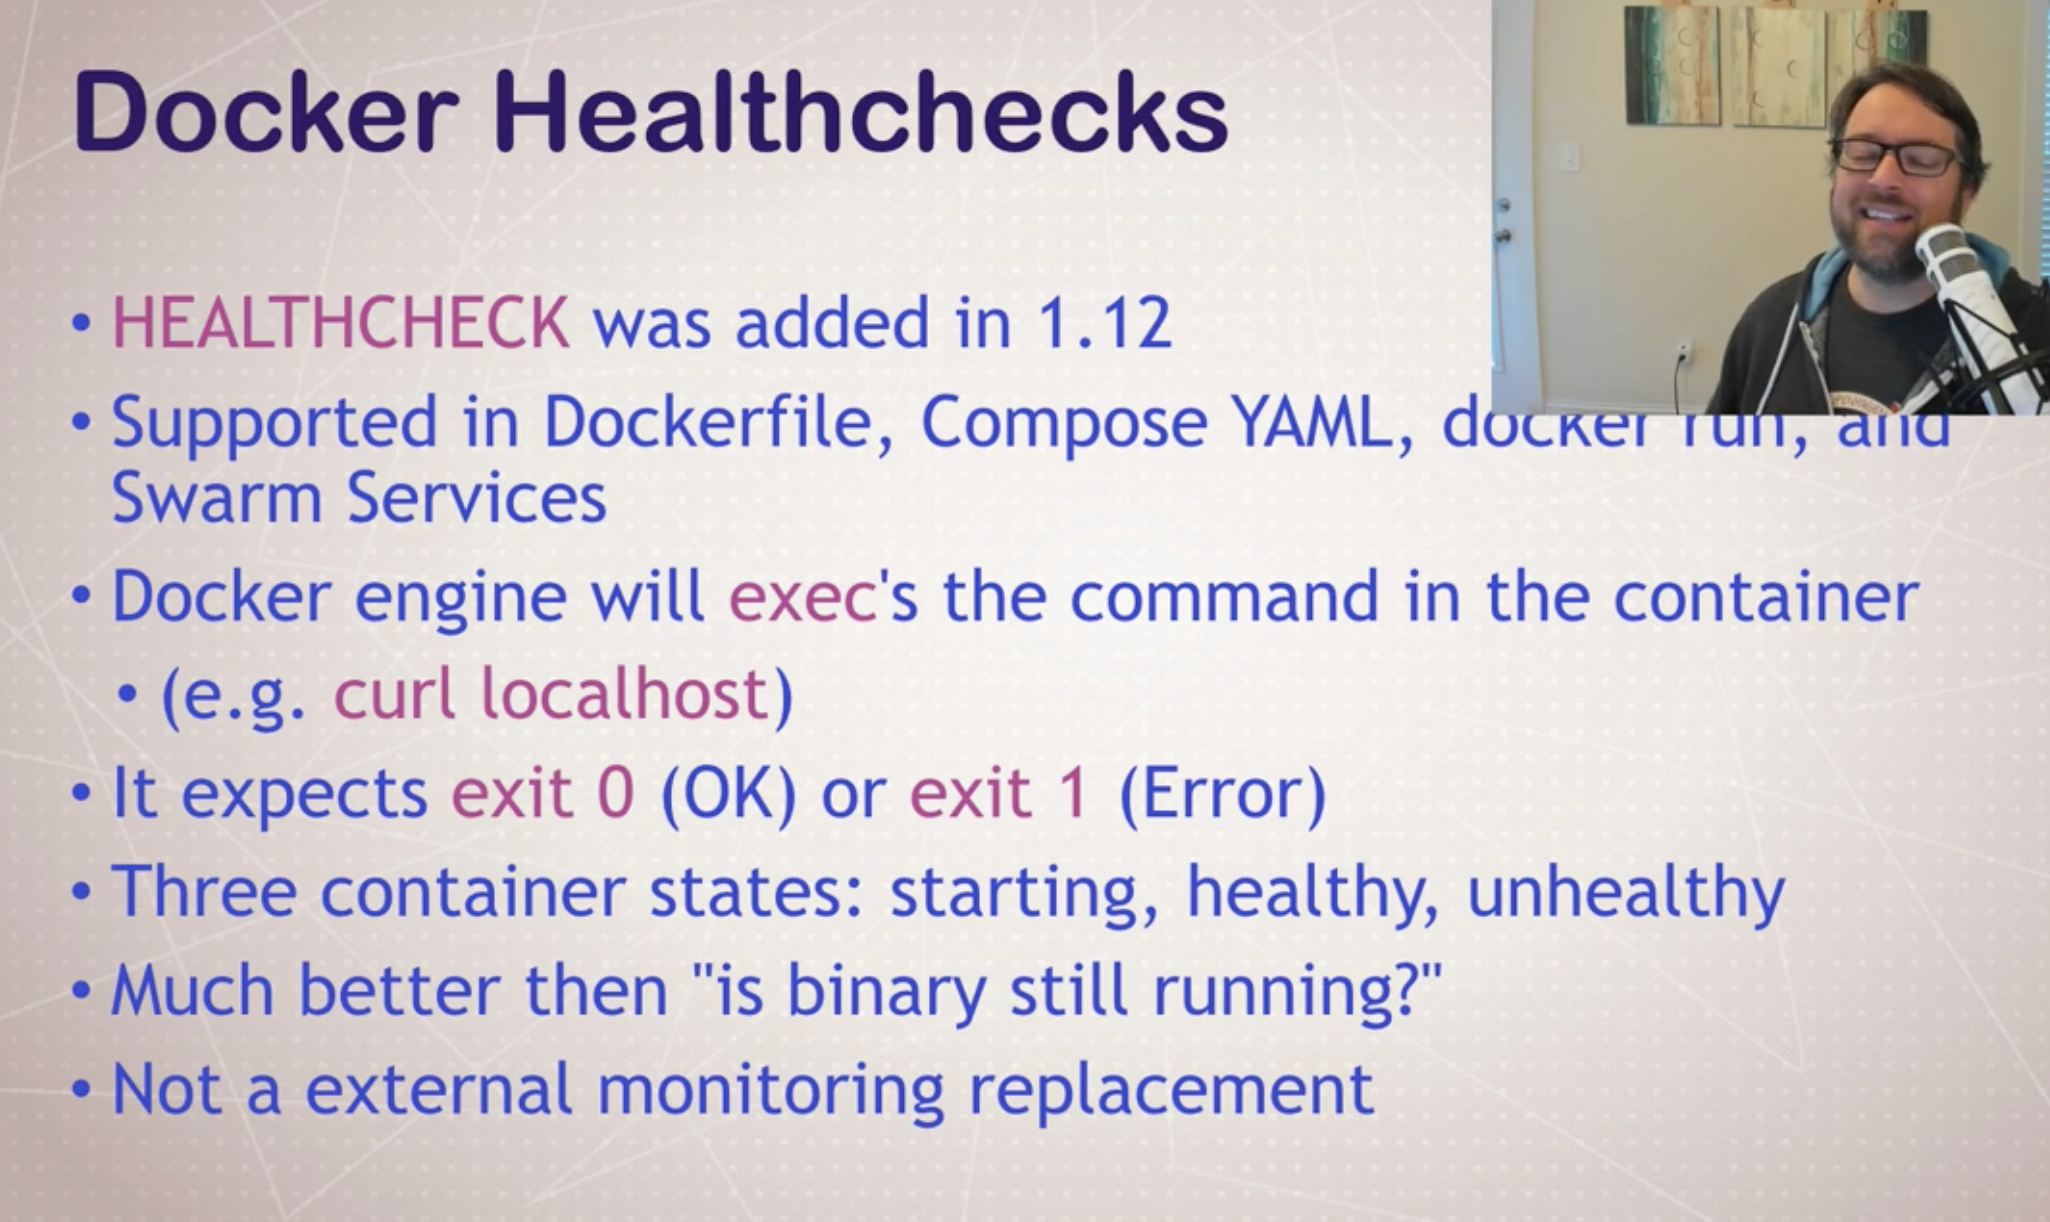 Docker Healthchecks
• HEALTHCHECK was added in 1.12
• Supported in Dockerfile, Compose YAML, docker run, and
Swarm Services
• Docker engine will exec's the command in the container
• (e.g. curl localhost)
• It expects exit 0 (OK) or exit 1 (Error)
• Three container states: starting, healthy, unhealthy
• Much better then "is binary still running?"
• Not a external monitoring replacement